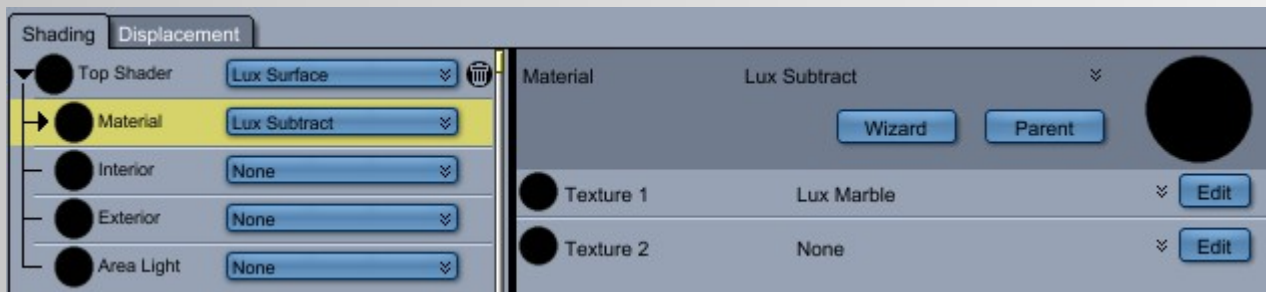 Shading Displacement
Top Shader Lux Surface
Material Lux Subtract
Interior None
Exterior None
Area Light None
Material Lux Subtract
Wizard Parent
Texture 1 Lux Marble Edit
Texture 2 None Edit